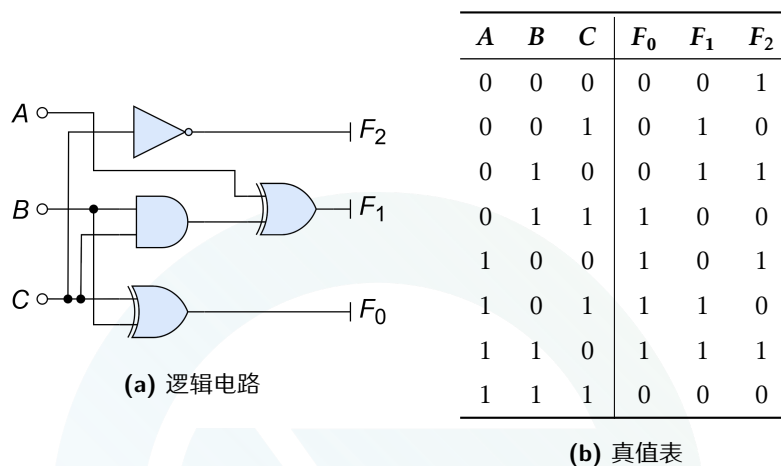 A
B
C
F₂
F₁
F₀
(a) 逻辑电路
A B C F₀ F₁ F₂
0 0 0 0 0 1
0 0 1 0 1 0
0 1 0 0 1 1
0 1 1 1 0 0
1 0 0 1 0 1
1 0 1 1 1 0
1 1 0 1 1 1
1 1 1 0 0 0
(b) 真值表